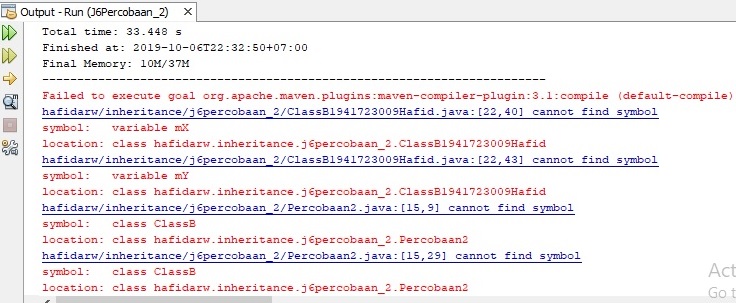 Output - Run (J6Percobaan_2) ×
Total time: 33.448 s
Finished at: 2019-10-06T22:32:50+07:00
Final Memory: 10M/37M
------------------------------------------------------------------------
Failed to execute goal org.apache.maven.plugins:maven-compiler-plugin:3.1:compile (default-compile)
hafidarw/inheritance/j6percobaan_2/ClassB1941723009Hafid.java:[22,40] cannot find symbol
symbol:   variable mX
location: class hafidarw.inheritance.j6percobaan_2.ClassB1941723009Hafid
hafidarw/inheritance/j6percobaan_2/ClassB1941723009Hafid.java:[22,43] cannot find symbol
symbol:   variable mY
location: class hafidarw.inheritance.j6percobaan_2.ClassB1941723009Hafid
hafidarw/inheritance/j6percobaan_2/Percobaan2.java:[15,9] cannot find symbol
symbol:   class ClassB
location: class hafidarw.inheritance.j6percobaan_2.Percobaan2
hafidarw/inheritance/j6percobaan_2/Percobaan2.java:[15,29] cannot find symbol
symbol:   class ClassB
location: class hafidarw.inheritance.j6percobaan_2.Percobaan2
Act
Go t